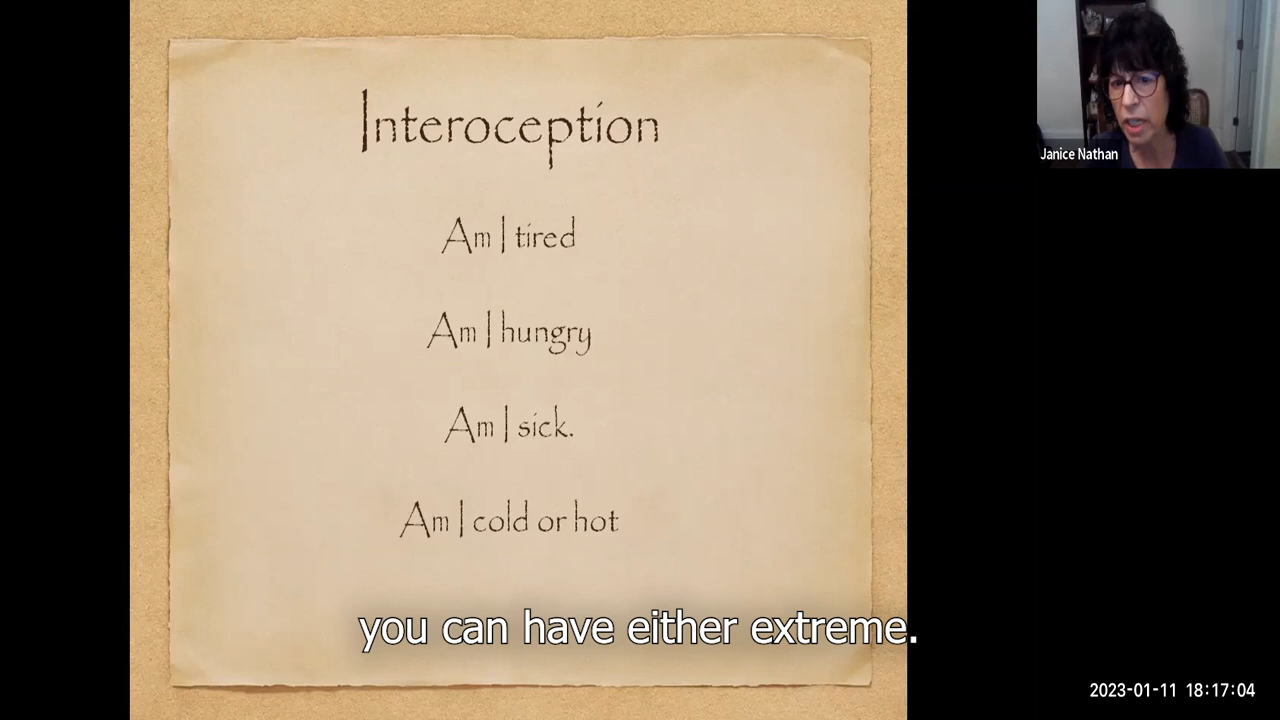 Interoception
Am I tired
Am I hungry
Am I sick.
Am I cold or hot
you can have either extreme.
Janice Nathan
2023-01-11 18:17:04